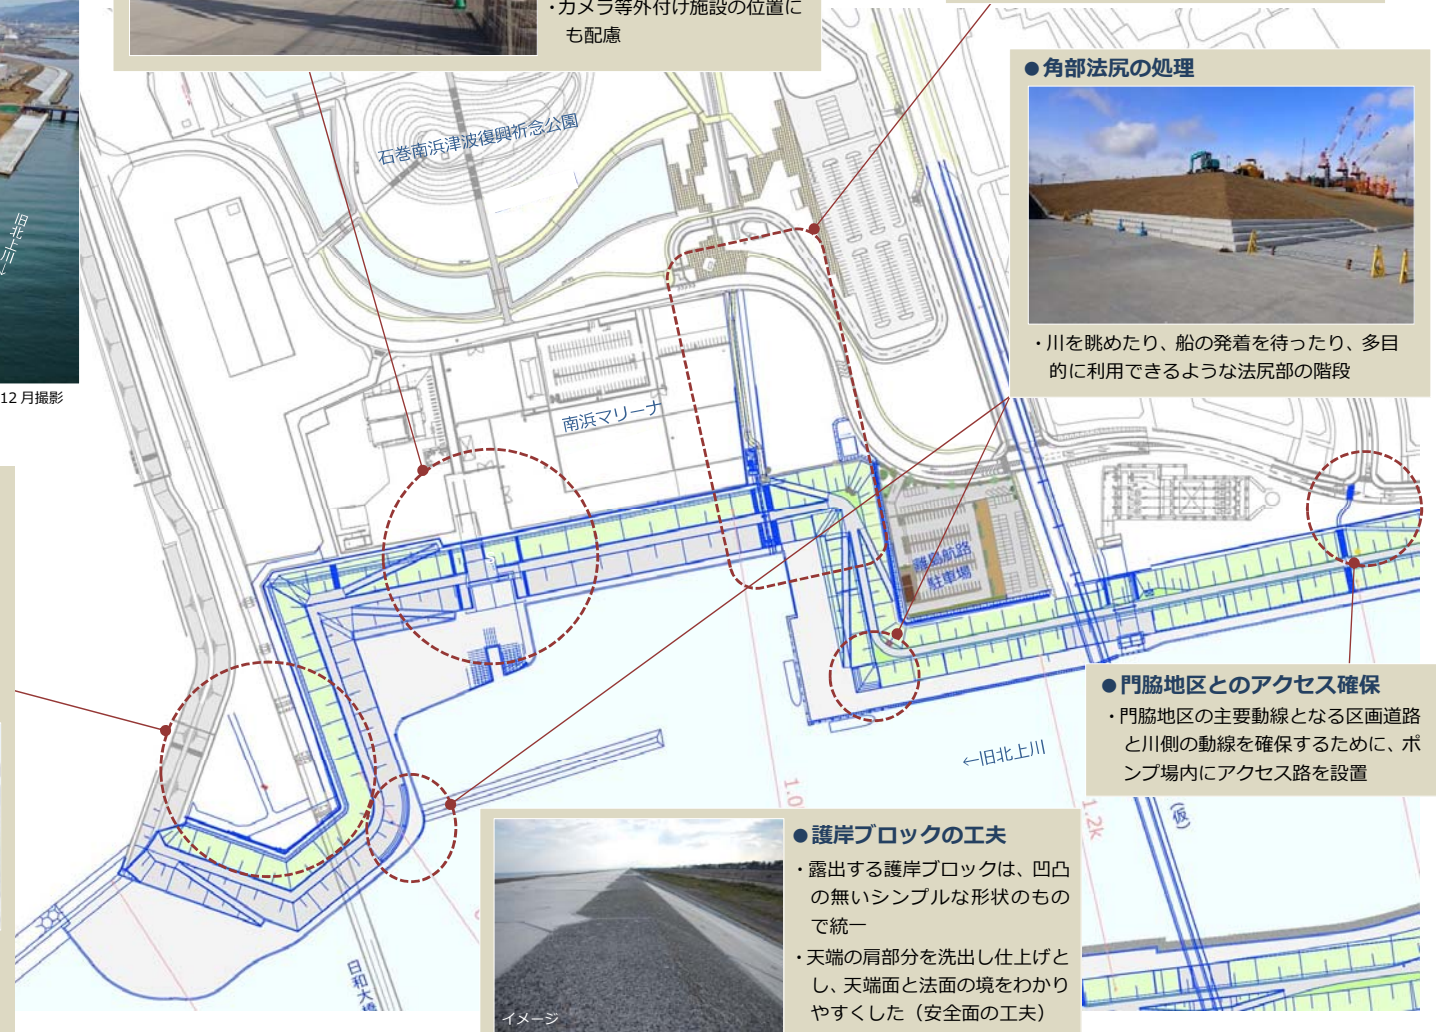 ・カメラ等外付け施設の位置に
も配慮
●角部法尻の処理
・川を眺めたり、船の発着を待ったり、多目
的に利用できるような法尻部の階段
石巻南浜津波復興祈念公園
旧北上川↓
12 月撮影
南浜マリーナ
離島航路
駐車場
●門脇地区とのアクセス確保
・門脇地区の主要動線となる区画道路
と川側の動線を確保するために、ポ
ンプ場内にアクセス路を設置
←旧北上川
1.0
1.2k
(仮)
●護岸ブロックの工夫
・露出する護岸ブロックは、凹凸
の無いシンプルな形状のもの
で統一
・天端の肩部分を洗出し仕上げと
し、天端面と法面の境をわかり
やすくした（安全面の工夫）
イメージ
日和大橋